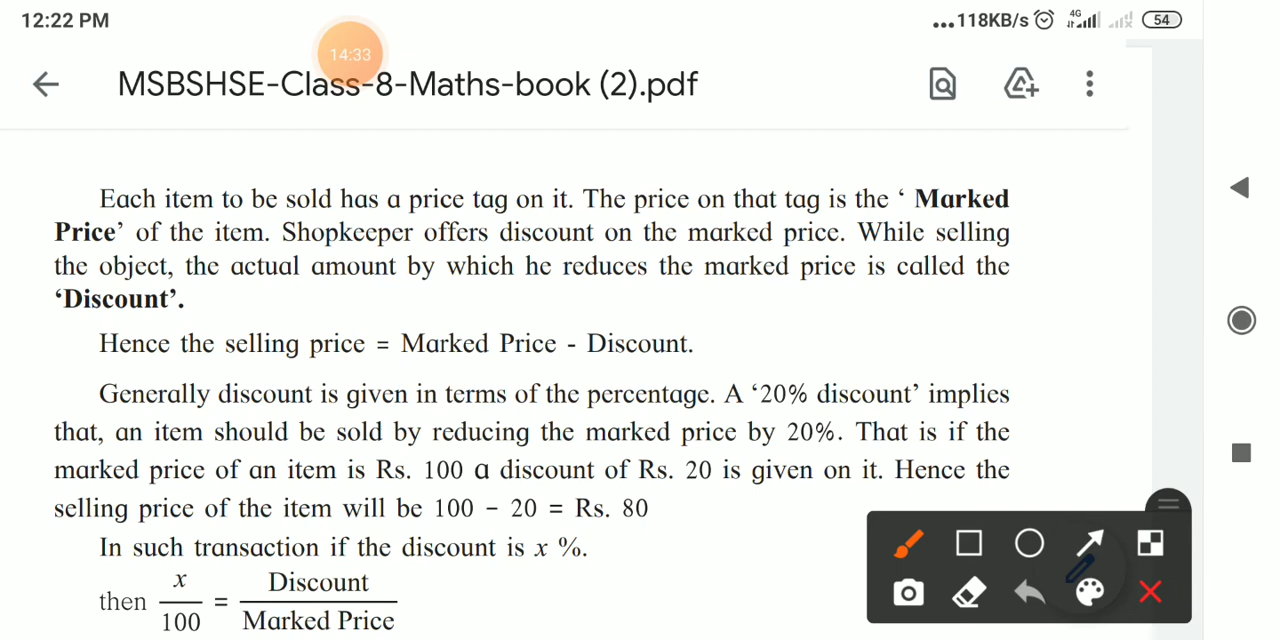 12:22 PM
...118KB/s 4G 54
14:33
MSBSHSE-Class-8-Maths-book (2).pdf
Each item to be sold has a price tag on it. The price on that tag is the ‘ Marked
Price’ of the item. Shopkeeper offers discount on the marked price. While selling
the object, the actual amount by which he reduces the marked price is called the
‘Discount’.
Hence the selling price = Marked Price - Discount.
Generally discount is given in terms of the percentage. A ‘20% discount’ implies
that, an item should be sold by reducing the marked price by 20%. That is if the
marked price of an item is Rs. 100 a discount of Rs. 20 is given on it. Hence the
selling price of the item will be 100 − 20 = Rs. 80
In such transaction if the discount is x %.
then x/100 = Discount/Marked Price